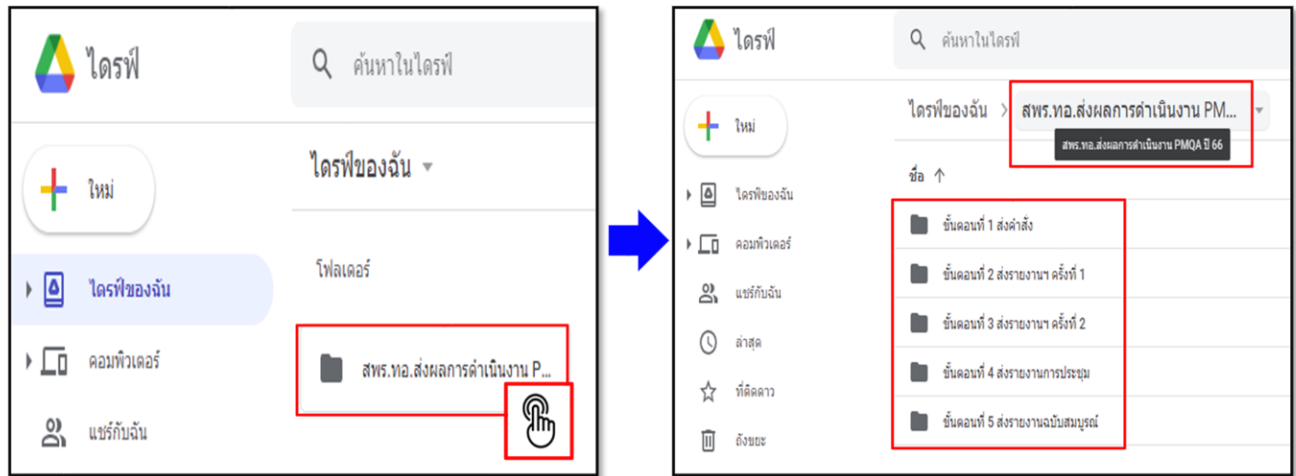 ไดรฟ์
ค้นหาในไดรฟ์
ใหม่
ไดรฟ์ของฉัน
คอมพิวเตอร์
แชร์กับฉัน
ไดรฟ์ของฉัน
โฟลเดอร์
สพร.ทอ.ส่งผลการดำเนินงาน P...
ไดรฟ์
ค้นหาในไดรฟ์
ใหม่
ไดรฟ์ของฉัน
คอมพิวเตอร์
แชร์กับฉัน
ล่าสุด
ที่ติดดาว
ถังขยะ
ไดรฟ์ของฉัน > สพร.ทอ.ส่งผลการดำเนินงาน PM...
สพร.ทอ.ส่งผลการดำเนินงาน PMQA ปี 66
ชื่อ ↑
ขั้นตอนที่ 1 ส่งคำสั่ง
ขั้นตอนที่ 2 ส่งรายงานฯ ครั้งที่ 1
ขั้นตอนที่ 3 ส่งรายงานฯ ครั้งที่ 2
ขั้นตอนที่ 4 ส่งรายงานการประชุม
ขั้นตอนที่ 5 ส่งรายงานฉบับสมบูรณ์